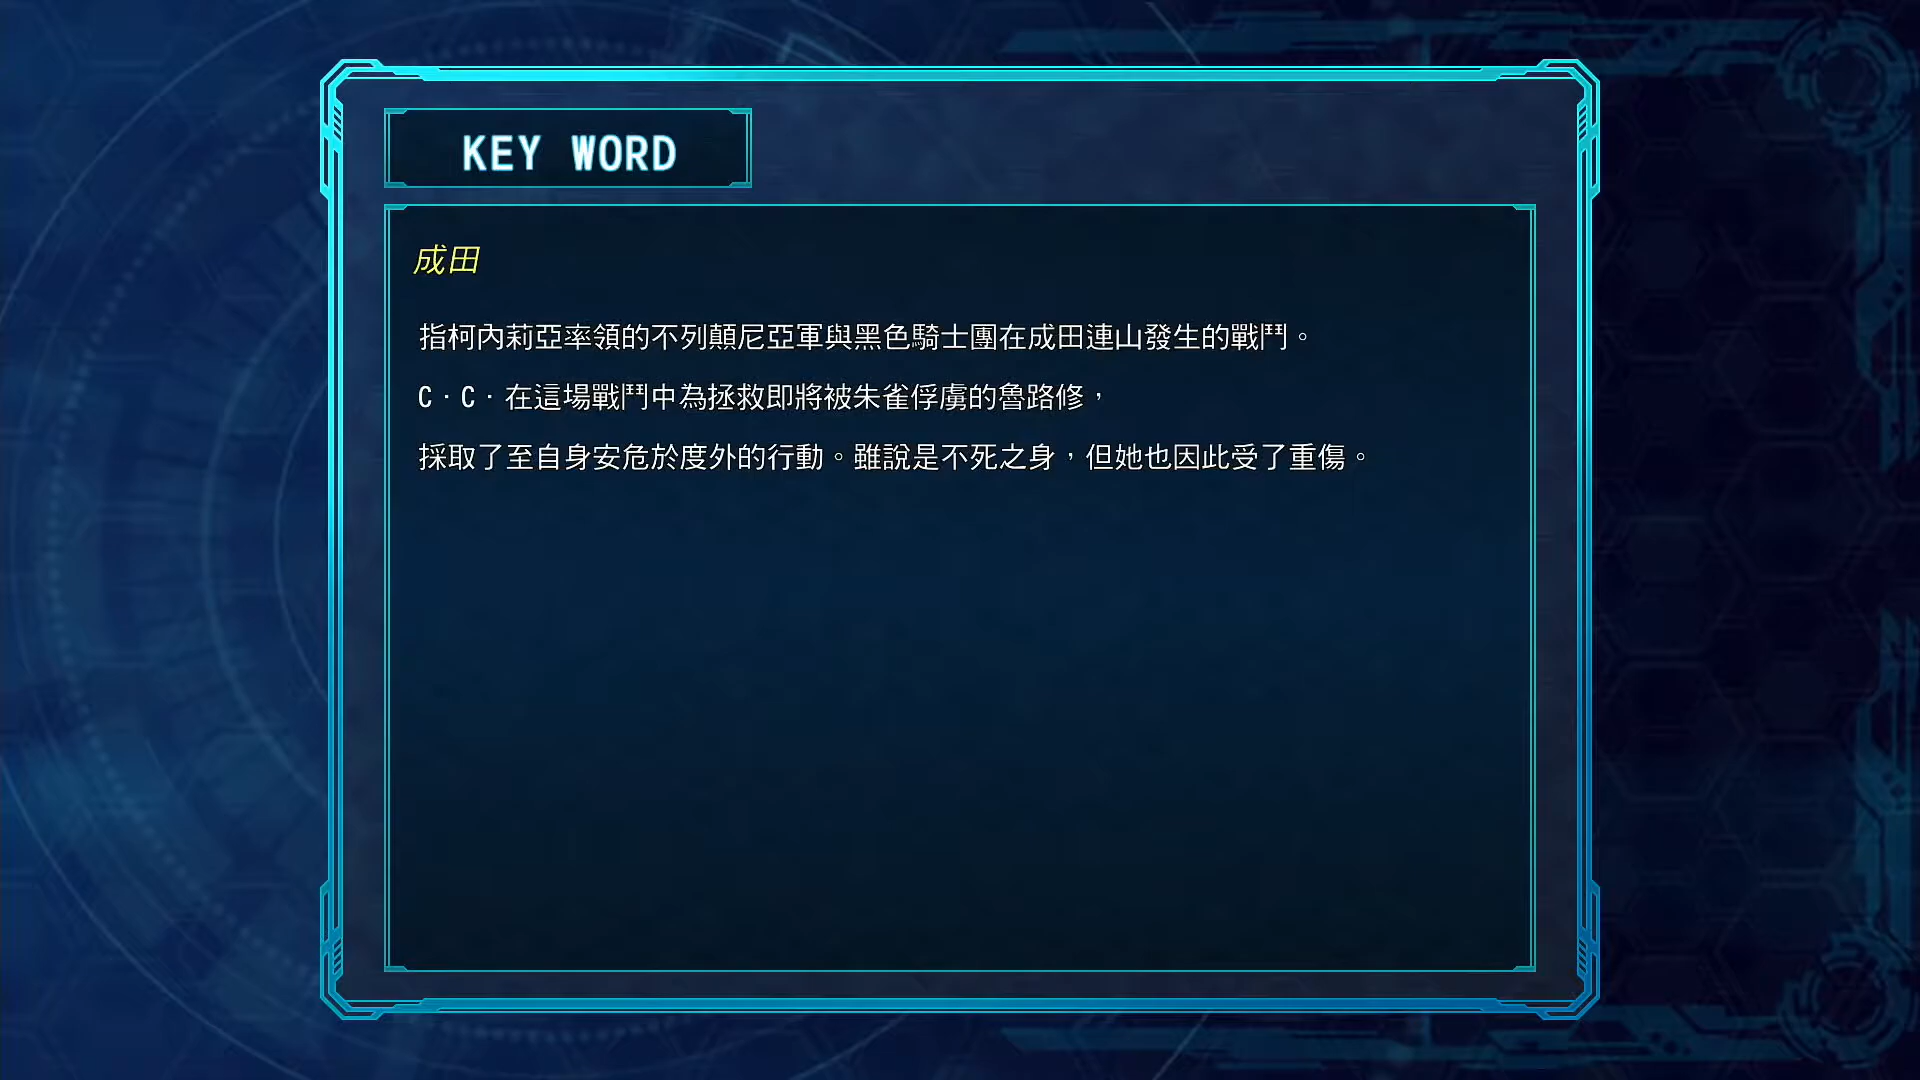 KEY WORD
成田
指柯內莉亞率領的不列顛尼亞軍與黑色騎士團在成田連山發生的戰鬥。
C・C・在這場戰鬥中為拯救即將被朱雀俘虜的魯路修，
採取了至自身安危於度外的行動。雖說是不死之身，但她也因此受了重傷。